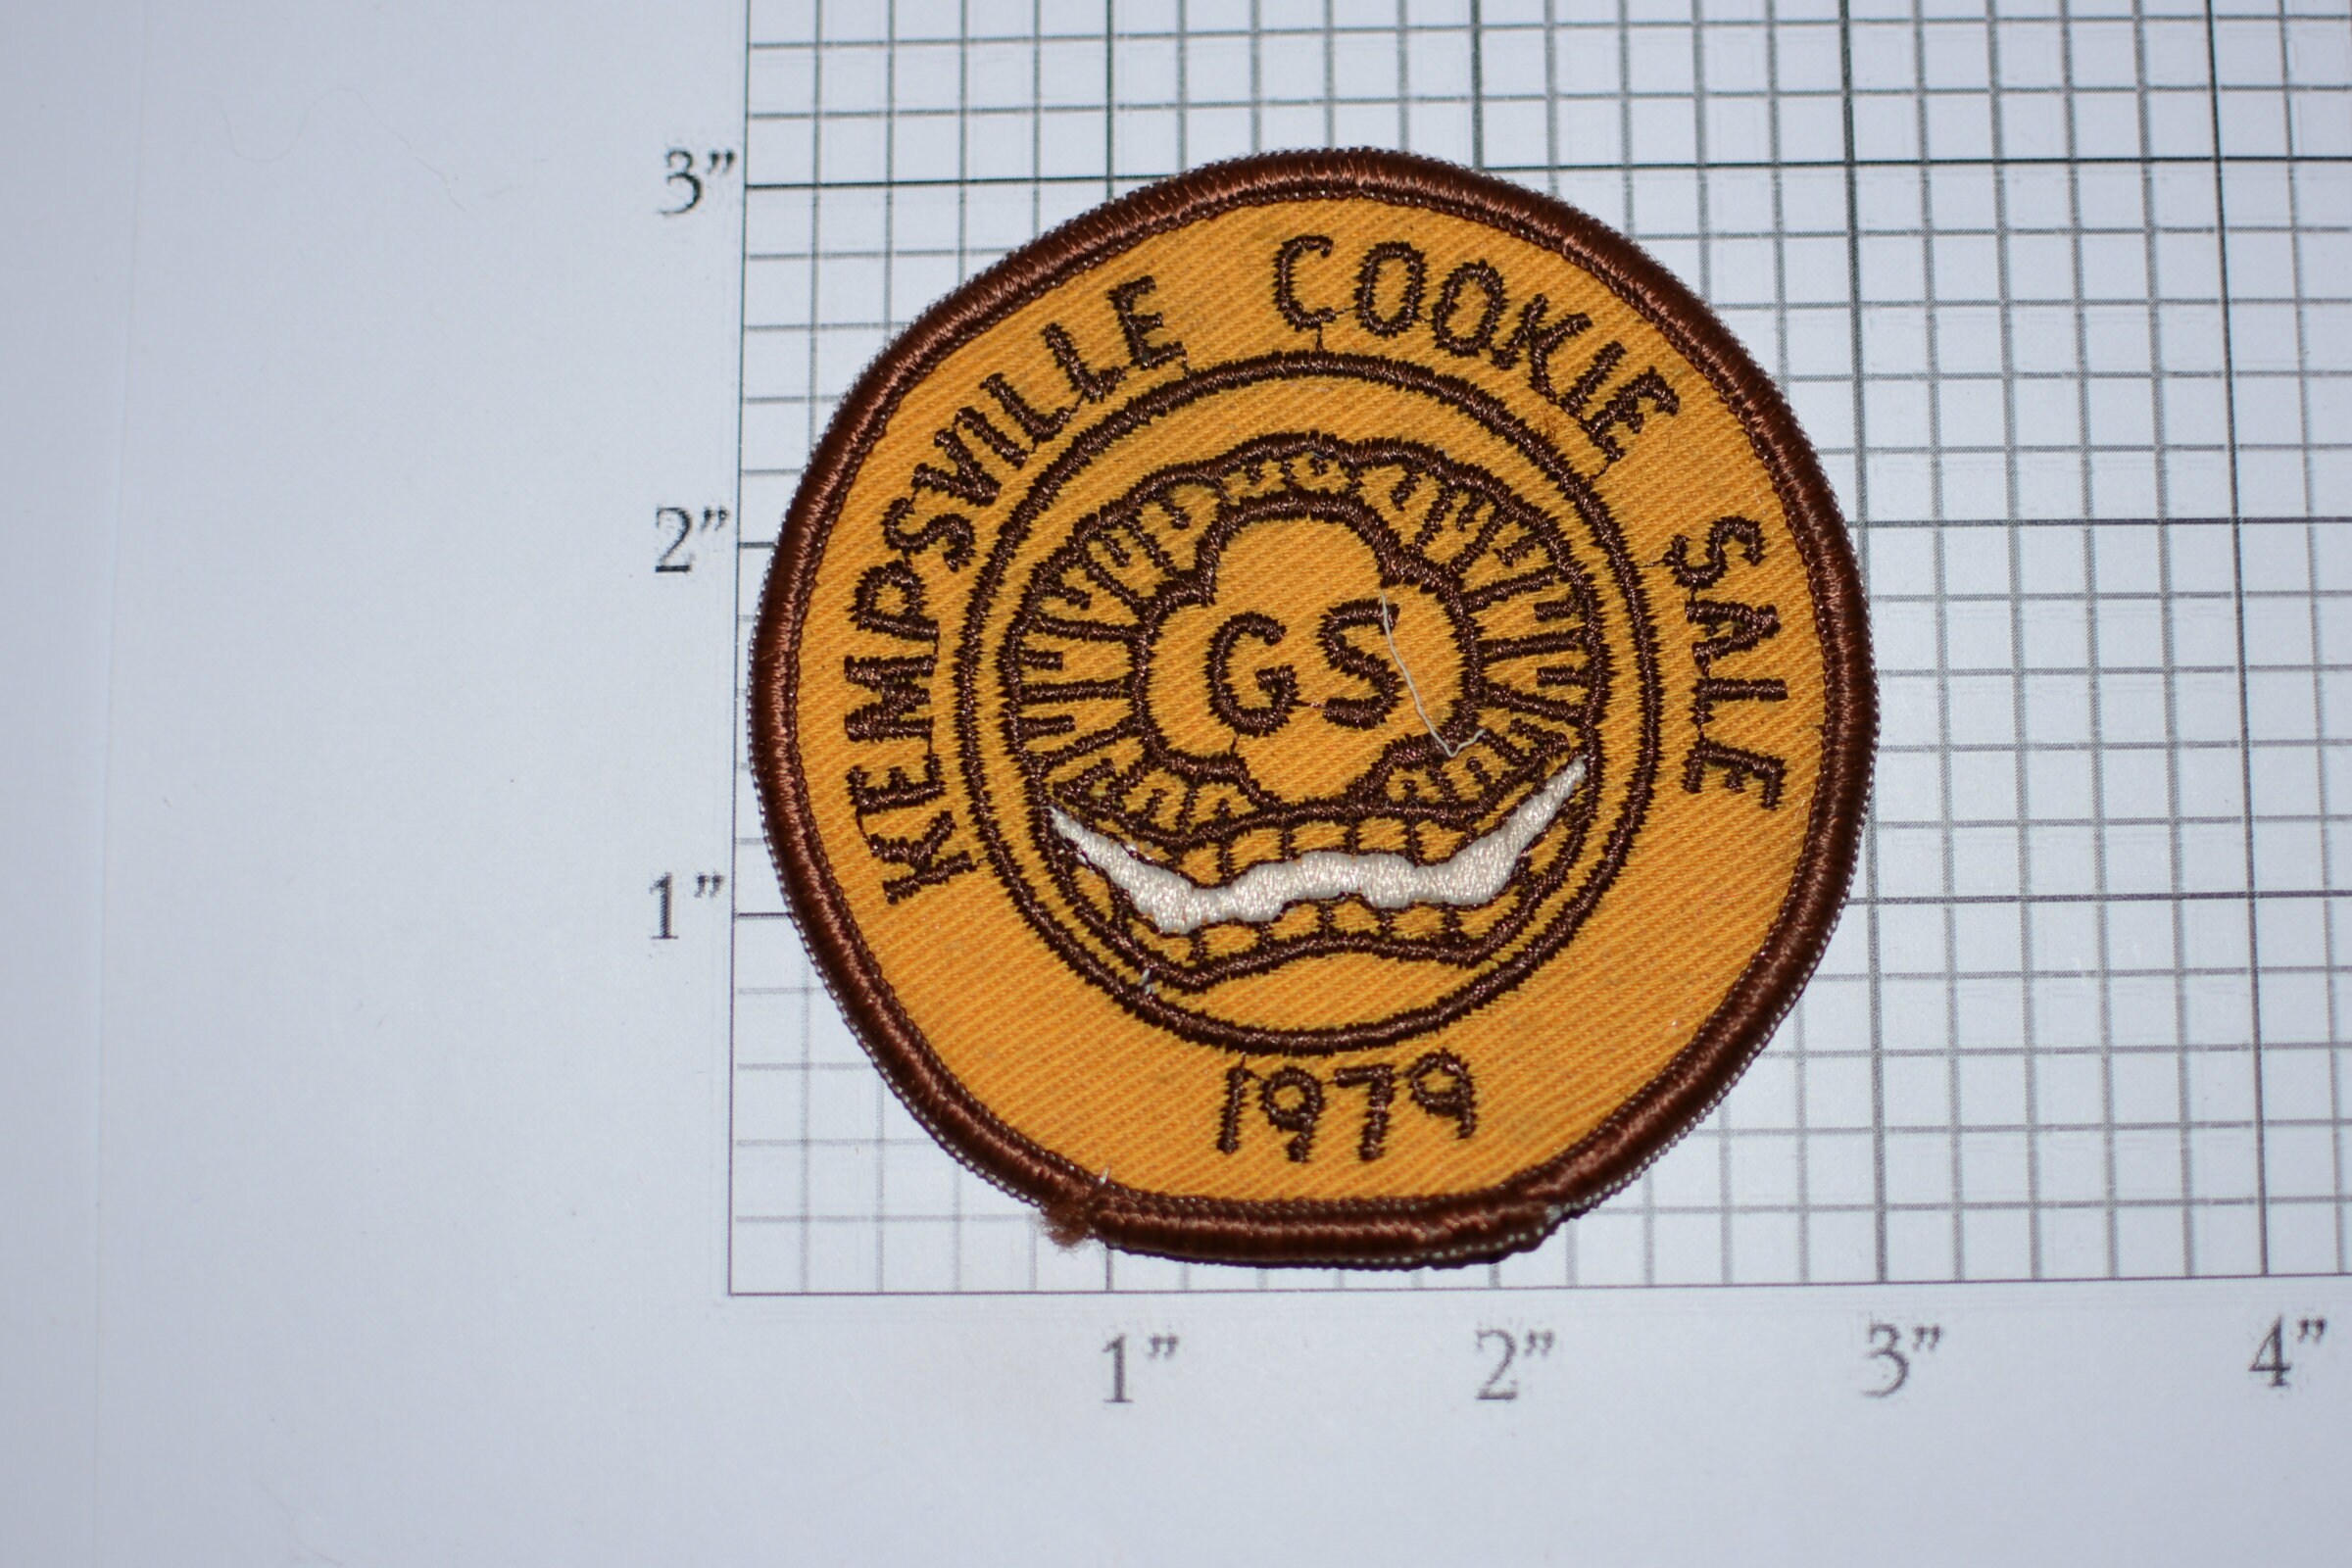 3”
2”
1”
KEMPSVILLE COOKIE SALE
GS
1979
1” 2” 3” 4”